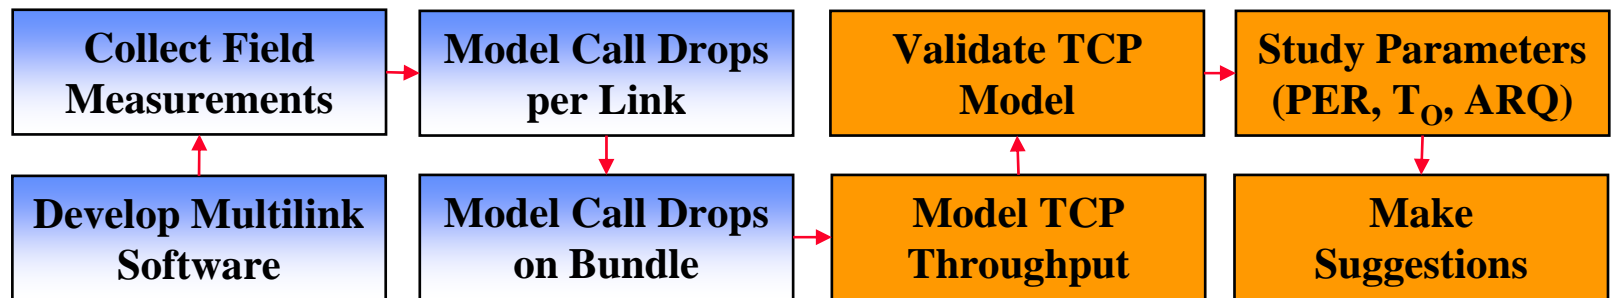 Collect Field
Measurements
Model Call Drops
per Link
Validate TCP
Model
Study Parameters
(PER, TO, ARQ)
Develop Multilink
Software
Model Call Drops
on Bundle
Model TCP
Throughput
Make
Suggestions